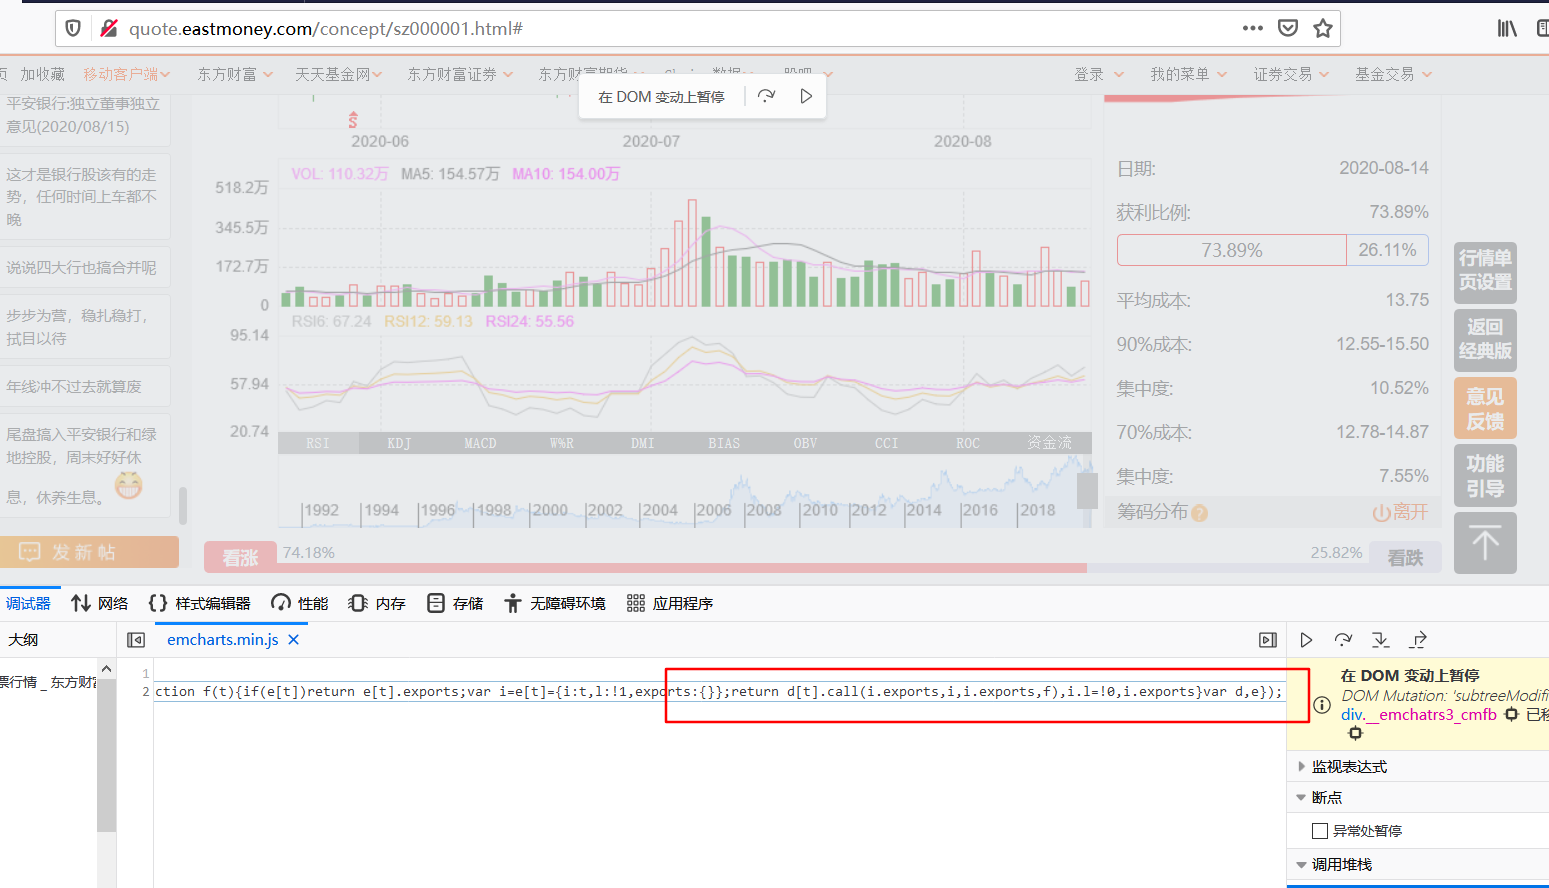 quote.eastmoney.com/concept/sz000001.html#
页 加收藏 移动客户端 东方财富 天天基金网 东方财富证券 东方财富期货 数据 股吧 登录 我的菜单 证券交易 基金交易
在 DOM 变动上暂停
平安银行:独立董事独立
意见(2020/08/15)
这才是银行股该有的走
势，任何时间上车都不
晚
说说四大行也搞合并呢
步步为营，稳扎稳打，
拭目以待
年线冲不过去就算废
尾盘搞入平安银行和绿
地控股，周末好好休
息，休养生息。
发新帖
S
2020-06 2020-07 2020-08
VOL: 110.32万 MA5: 154.57万 MA10: 154.00万
518.2万
345.5万
172.7万
0
RSI6: 67.24 RSI12: 59.13 RSI24: 55.56
95.14
57.94
20.74
RSI KDJ MACD W%R DMI BIAS OBV CCI ROC 资金流
1992 1994 1996 1998 2000 2002 2004 2006 2008 2010 2012 2014 2016 2018
看涨 74.18% 25.82% 看跌
日期: 2020-08-14
获利比例: 73.89%
73.89% 26.11%
平均成本: 13.75
90%成本: 12.55-15.50
集中度: 10.52%
70%成本: 12.78-14.87
集中度: 7.55%
筹码分布 ? 离开
行情单
页设置
返回
经典版
意见
反馈
功能
引导
调试器 网络 {} 样式编辑器 性能 内存 存储 无障碍环境 应用程序
大纲
emcharts.min.js
票行情 _ 东方财富
1
2 ction f(t){if(e[t])return e[t].exports;var i=e[t]={i:t,l:!1,exports:{}};return d[t].call(i.exports,i,i.exports,f),i.l=!0,i.exports}var d,e});
在 DOM 变动上暂停
DOM Mutation: 'subtreeModifi
div.__emchatrs3_cmfb 已移
监视表达式
断点
异常处暂停
调用堆栈